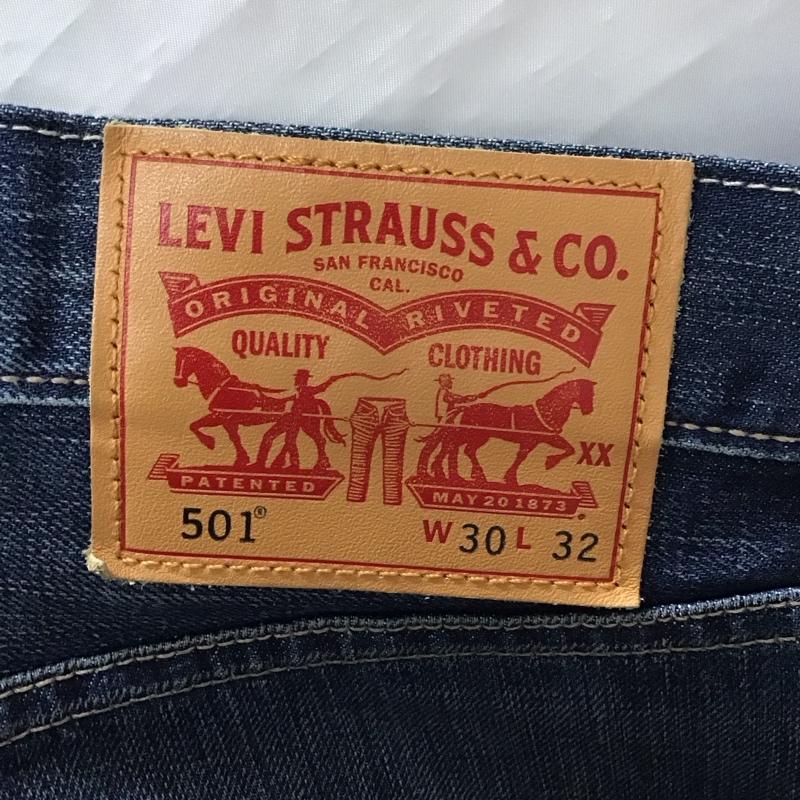 LEVI STRAUSS & CO.
SAN FRANCISCO
CAL.
ORIGINAL RIVETED
QUALITY CLOTHING
XX
PATENTED MAY 20 1873
501® W 30 L 32